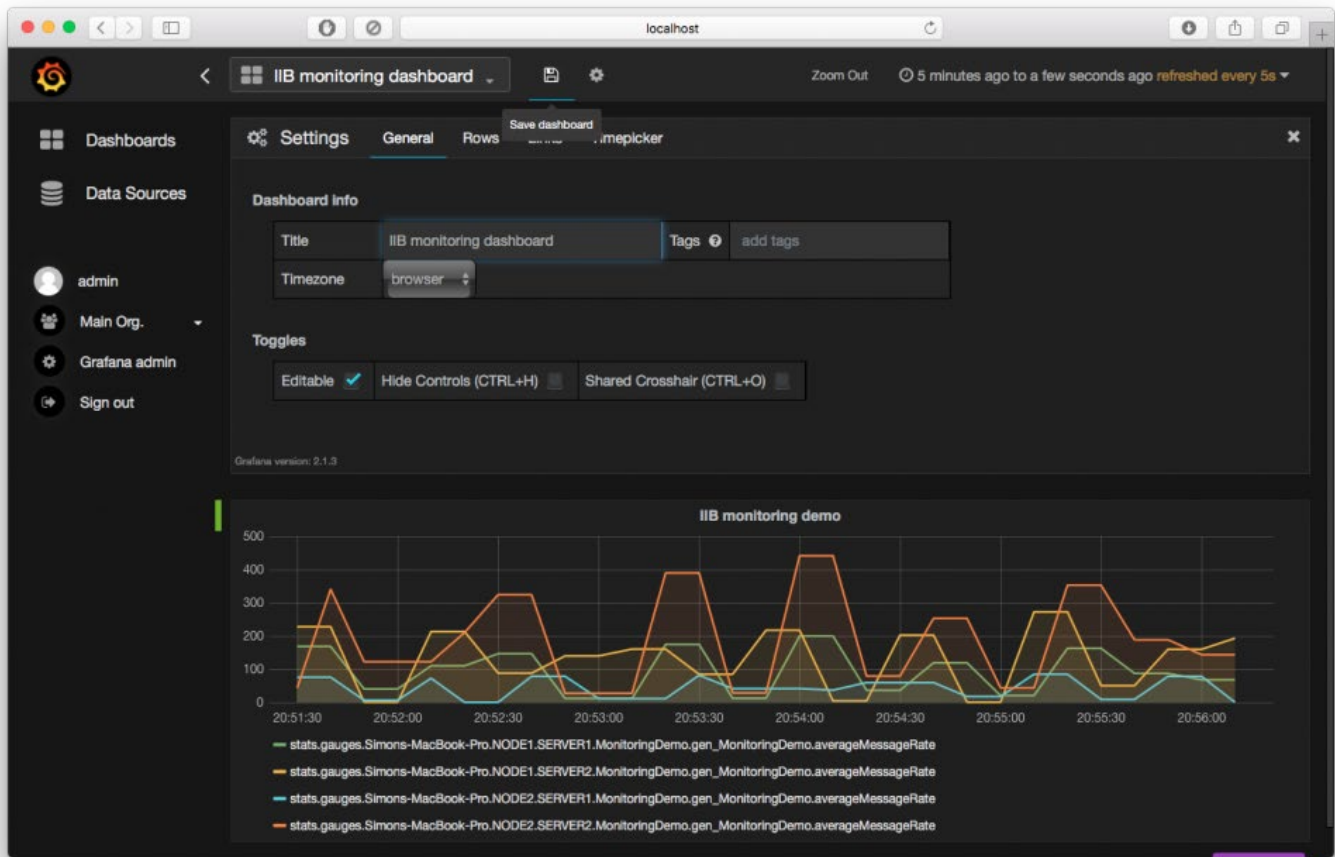 localhost
IIB monitoring dashboard
Zoom Out
5 minutes ago to a few seconds ago refreshed every 5s
Save dashboard
Dashboards
Data Sources
admin
Main Org.
Grafana admin
Sign out
Settings
General
Rows
Dashboard info
Title
IIB monitoring dashboard
Tags
add tags
Timezone
browser
Toggles
Editable
Hide Controls (CTRL+H)
Shared Crosshair (CTRL+O)
Grafana version: 2.1.3
IIB monitoring demo
500
400
300
200
100
0
20:51:30 20:52:00 20:52:30 20:53:00 20:53:30 20:54:00 20:54:30 20:55:00 20:55:30 20:56:00
stats.gauges.Simons-MacBook-Pro.NODE1.SERVER1.MonitoringDemo.gen_MonitoringDemo.averageMessageRate
stats.gauges.Simons-MacBook-Pro.NODE1.SERVER2.MonitoringDemo.gen_MonitoringDemo.averageMessageRate
stats.gauges.Simons-MacBook-Pro.NODE2.SERVER1.MonitoringDemo.gen_MonitoringDemo.averageMessageRate
stats.gauges.Simons-MacBook-Pro.NODE2.SERVER2.MonitoringDemo.gen_MonitoringDemo.averageMessageRate